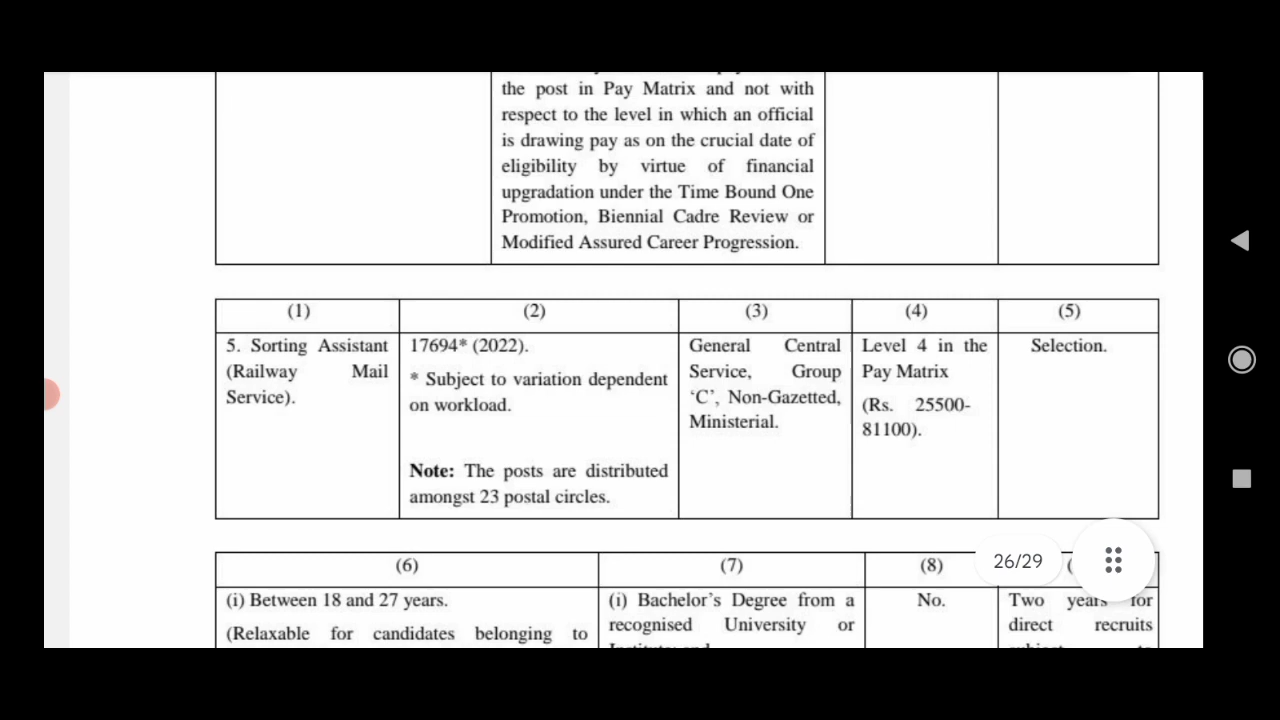 the post in Pay Matrix and not with
respect to the level in which an official
is drawing pay as on the crucial date of
eligibility by virtue of financial
upgradation under the Time Bound One
Promotion, Biennial Cadre Review or
Modified Assured Career Progression.
(1) (2) (3) (4) (5)
5. Sorting Assistant
(Railway Mail
Service).
17694* (2022).
* Subject to variation dependent
on workload.
Note: The posts are distributed
amongst 23 postal circles.
General Central
Service, Group
‘C’, Non-Gazetted,
Ministerial.
Level 4 in the
Pay Matrix
(Rs. 25500-
81100).
Selection.
(6) (7) (8)
26/29
(i) Between 18 and 27 years.
(Relaxable for candidates belonging to
(i) Bachelor’s Degree from a
recognised University or
No.
Two years for
direct recruits